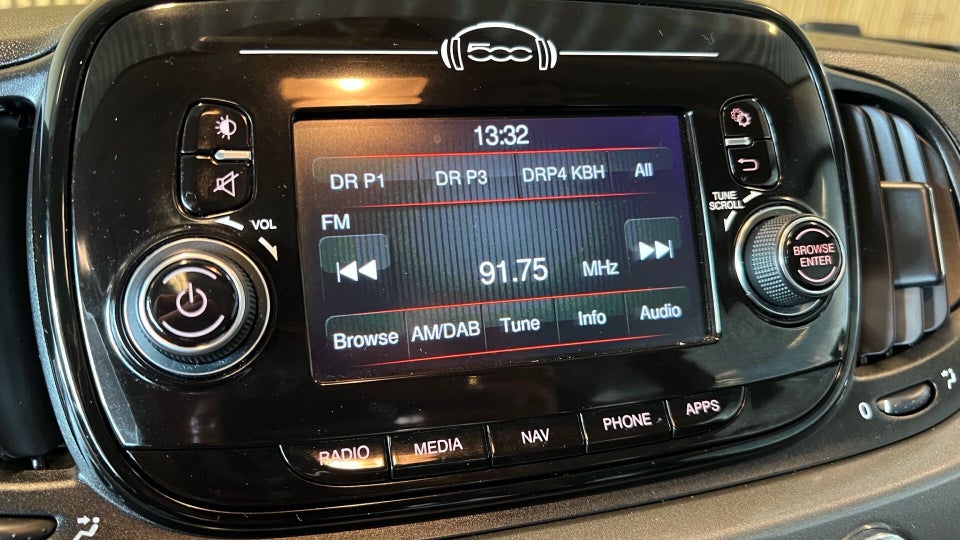 500
13:32
DR P1 DR P3 DRP4 KBH All
FM
91.75 MHz
Browse AM/DAB Tune Info Audio
VOL
TUNE
SCROLL
BROWSE
ENTER
RADIO MEDIA NAV PHONE APPS
0